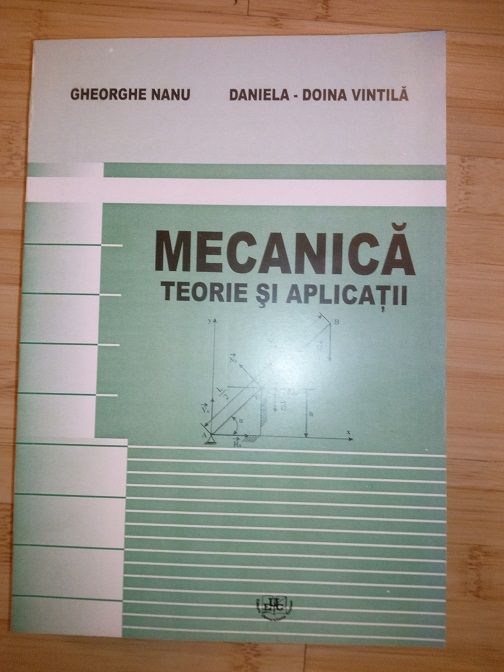 GHEORGHE NANU DANIELA - DOINA VINTILĂ
MECANICĂ
TEORIE ŞI APLICAŢII
y
B
A
x